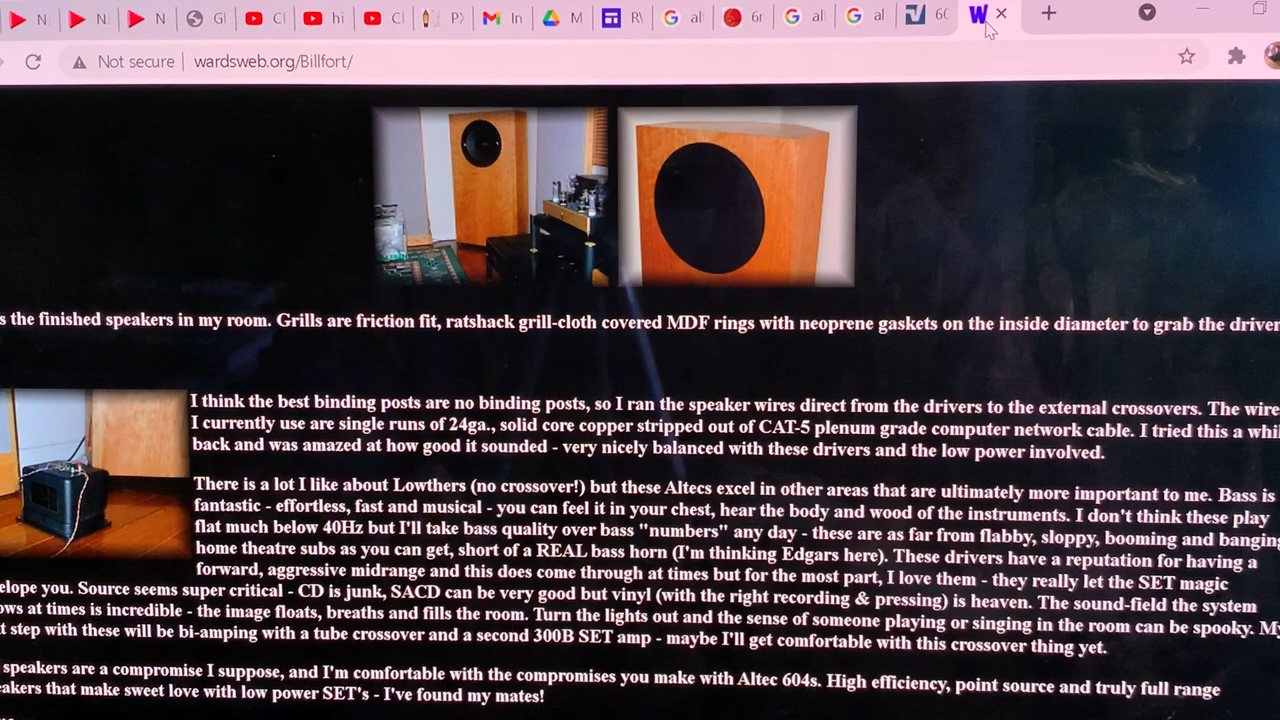 N
N
N
Gl
Cl
hi
Cl
In
M
R\
al
6r
al
al
6C
Not secure
wardsweb.org/Billfort/
s the finished speakers in my room. Grills are friction fit, ratshack grill-cloth covered MDF rings with neoprene gaskets on the inside diameter to grab the driver
I think the best binding posts are no binding posts, so I ran the speaker wires direct from the drivers to the external crossovers. The wire
I currently use are single runs of 24ga., solid core copper stripped out of CAT-5 plenum grade computer network cable. I tried this a whi
back and was amazed at how good it sounded - very nicely balanced with these drivers and the low power involved.
There is a lot I like about Lowthers (no crossover!) but these Altecs excel in other areas that are ultimately more important to me. Bass is
fantastic - effortless, fast and musical - you can feel it in your chest, hear the body and wood of the instruments. I don't think these play
flat much below 40Hz but I'll take bass quality over bass "numbers" any day - these are as far from flabby, sloppy, booming and banging
home theatre subs as you can get, short of a REAL bass horn (I'm thinking Edgars here). These drivers have a reputation for having a
forward, aggressive midrange and this does come through at times but for the most part, I love them - they really let the SET magic
elope you. Source seems super critical - CD is junk, SACD can be very good but vinyl (with the right recording & pressing) is heaven. The sound-field the system
ows at times is incredible - the image floats, breaths and fills the room. Turn the lights out and the sense of someone playing or singing in the room can be spooky. My
t step with these will be bi-amping with a tube crossover and a second 300B SET amp - maybe I'll get comfortable with this crossover thing yet.
speakers are a compromise I suppose, and I'm comfortable with the compromises you make with Altec 604s. High efficiency, point source and truly full range
eakers that make sweet love with low power SET's - I've found my mates!